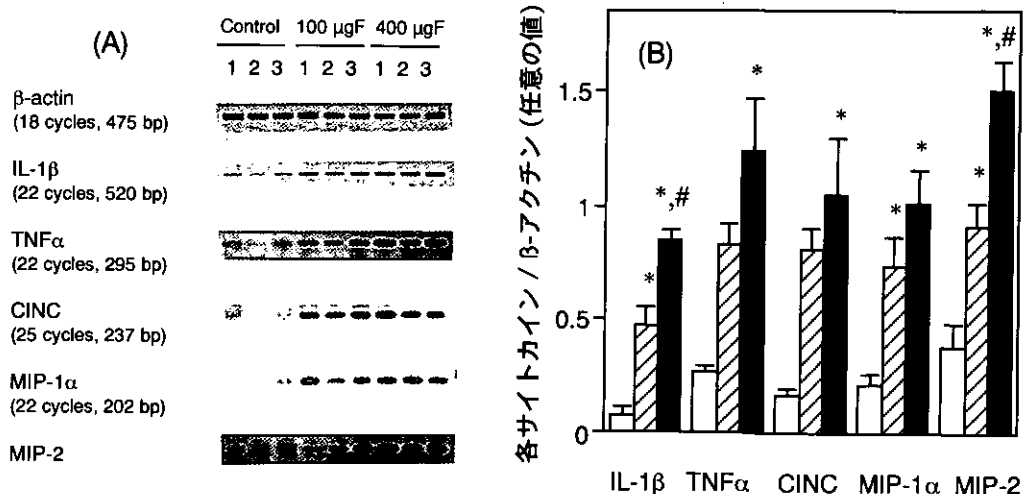 (A)
Control 100 µgF 400 µgF
1 2 3 1 2 3 1 2 3
β-actin
(18 cycles, 475 bp)
IL-1β
(22 cycles, 520 bp)
TNFα
(22 cycles, 295 bp)
CINC
(25 cycles, 237 bp)
MIP-1α
(22 cycles, 202 bp)
MIP-2
(B)
各サイトカイン / β-アクチン (任意の値)
1.5
1
0.5
0
*
*,#
*
*
*
*
*
*,#
IL-1β TNFα CINC MIP-1α MIP-2